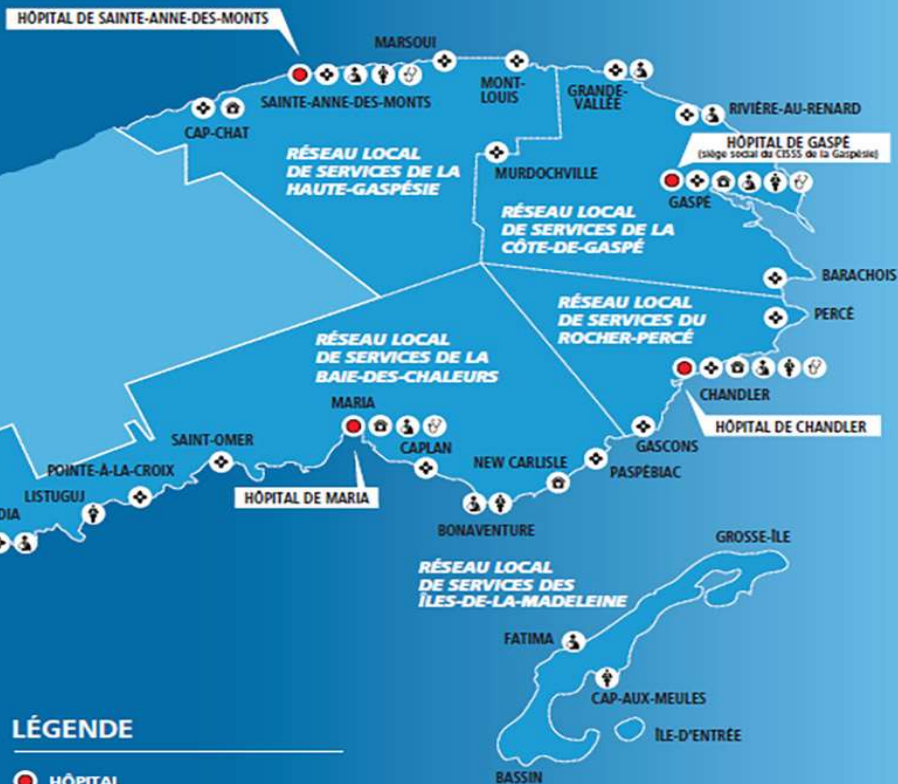 HÔPITAL DE SAINTE-ANNE-DES-MONTS
MARSOUI
MONT-
LOUIS
GRANDE-
VALLÉE
SAINTE-ANNE-DES-MONTS
CAP-CHAT
RIVIÈRE-AU-RENARD
HÔPITAL DE GASPÉ
(siège social du CISSS de la Gaspésie)
RÉSEAU LOCAL
DE SERVICES DE LA
HAUTE-GASPÉSIE
MURDOCHVILLE
GASPÉ
RÉSEAU LOCAL
DE SERVICES DE LA
CÔTE-DE-GASPÉ
BARACHOIS
RÉSEAU LOCAL
DE SERVICES DU
ROCHER-PERCÉ
PERCÉ
RÉSEAU LOCAL
DE SERVICES DE LA
BAIE-DES-CHALEURS
CHANDLER
HÔPITAL DE CHANDLER
MARIA
SAINT-OMER
CAPLAN
GASCONS
NEW CARLISLE
PASPÉBIAC
POINTE-À-LA-CROIX
LISTUGUJ
HÔPITAL DE MARIA
DIA
BONAVENTURE
GROSSE-ÎLE
RÉSEAU LOCAL
DE SERVICES DES
ÎLES-DE-LA-MADELEINE
FATIMA
CAP-AUX-MEULES
ÎLE-D'ENTRÉE
BASSIN
LÉGENDE
HÔPITAL